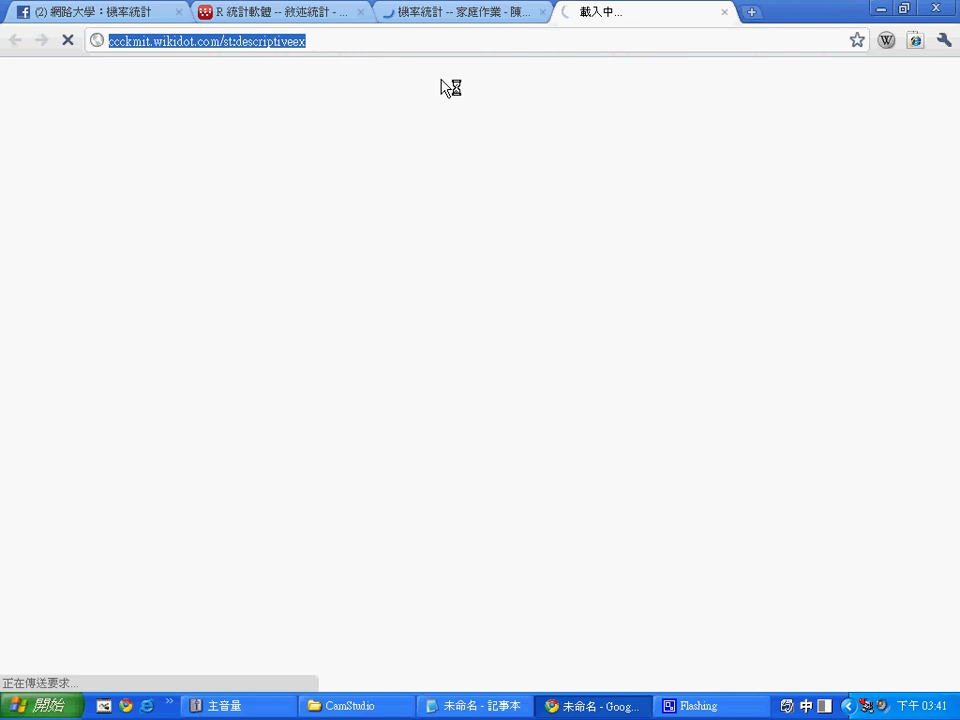 (2) 網路大學：機率統計
R 統計軟體 -- 敘述統計 - ...
機率統計 -- 家庭作業 - 陳...
載入中...
ccckmit.wikidot.com/st:descriptiveex
正在傳送要求...
開始
主音量
CamStudio
未命名 - 記事本
未命名 - Goog...
Flashing
中
下午 03:41